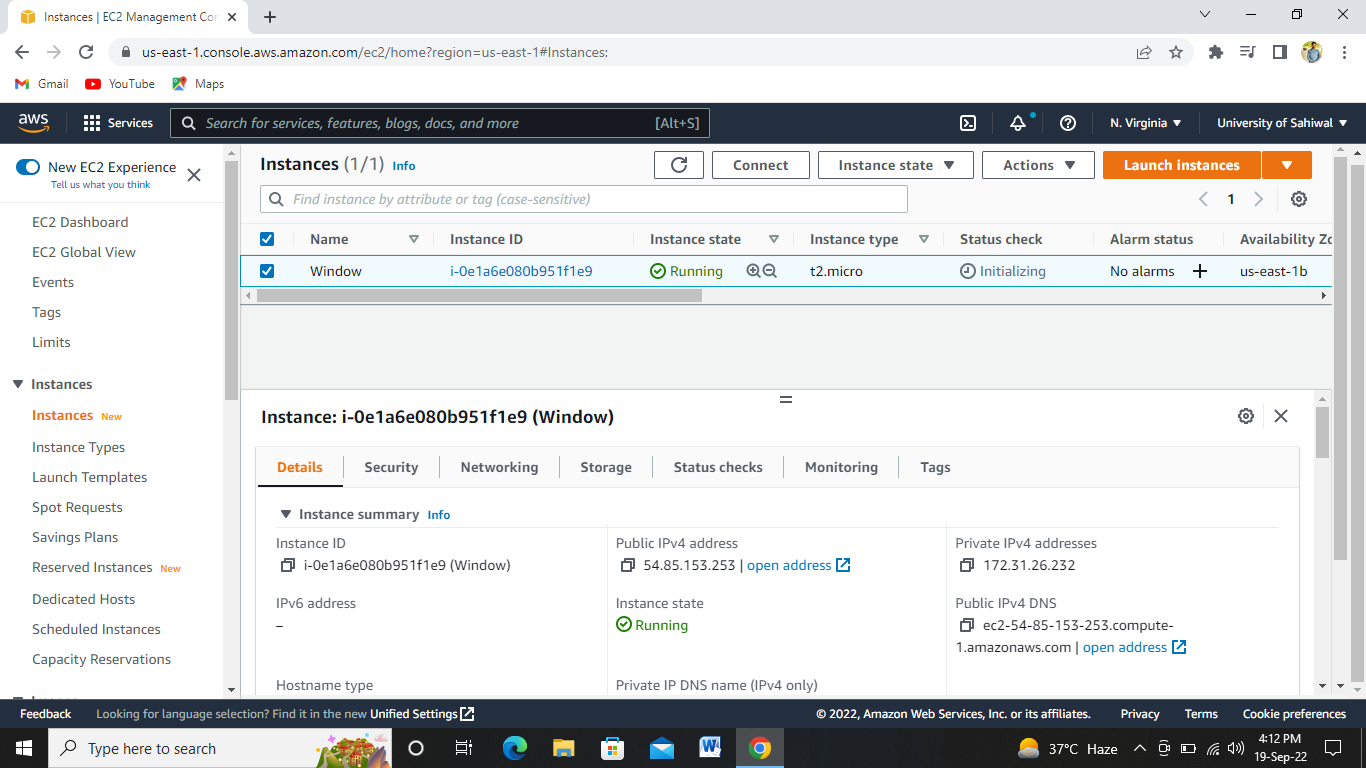 Instances | EC2 Management Con
us-east-1.console.aws.amazon.com/ec2/home?region=us-east-1#Instances:
Gmail YouTube Maps
aws Services Search for services, features, blogs, docs, and more [Alt+S] N. Virginia University of Sahiwal
New EC2 Experience
Tell us what you think
EC2 Dashboard
EC2 Global View
Events
Tags
Limits
Instances
Instances New
Instance Types
Launch Templates
Spot Requests
Savings Plans
Reserved Instances New
Dedicated Hosts
Scheduled Instances
Capacity Reservations
Instances (1/1) Info Connect Instance state Actions Launch instances
Find instance by attribute or tag (case-sensitive) 1
Name Instance ID Instance state Instance type Status check Alarm status Availability Zo
Window i-0e1a6e080b951f1e9 Running t2.micro Initializing No alarms us-east-1b
Instance: i-0e1a6e080b951f1e9 (Window)
Details Security Networking Storage Status checks Monitoring Tags
Instance summary Info
Instance ID Public IPv4 address Private IPv4 addresses
i-0e1a6e080b951f1e9 (Window) 54.85.153.253 | open address 172.31.26.232
IPv6 address Instance state Public IPv4 DNS
– Running ec2-54-85-153-253.compute-
1.amazonaws.com | open address
Hostname type Private IP DNS name (IPv4 only)
Feedback Looking for language selection? Find it in the new Unified Settings © 2022, Amazon Web Services, Inc. or its affiliates. Privacy Terms Cookie preferences
Type here to search 37°C Haze 4:12 PM
19-Sep-22